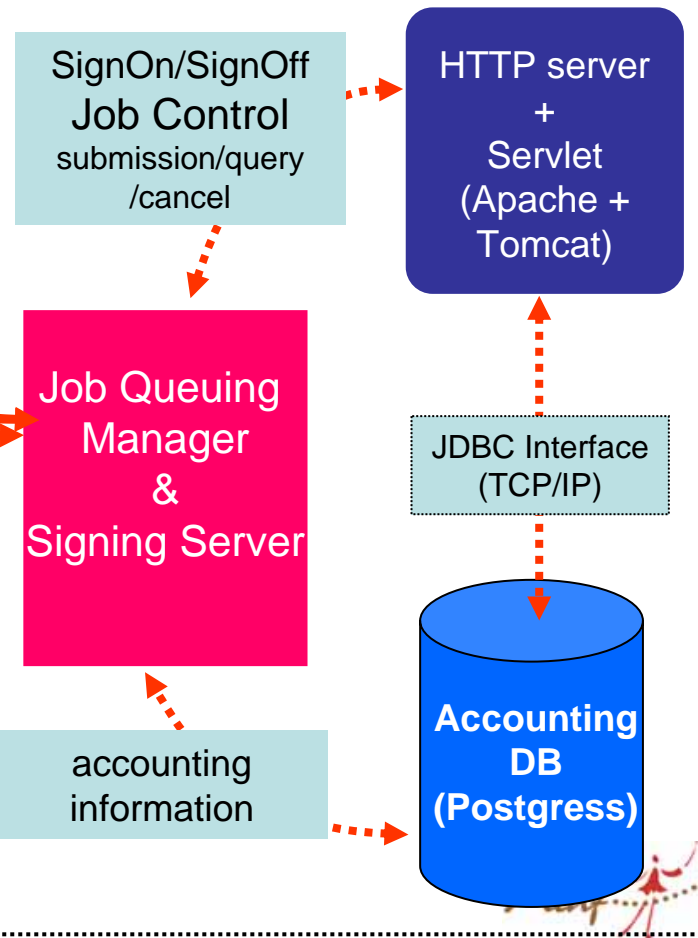 SignOn/SignOff
Job Control
submission/query
/cancel
HTTP server
+
Servlet
(Apache +
Tomcat)
Job Queuing
Manager
&
Signing Server
JDBC Interface
(TCP/IP)
accounting
information
Accounting
DB
(Postgress)